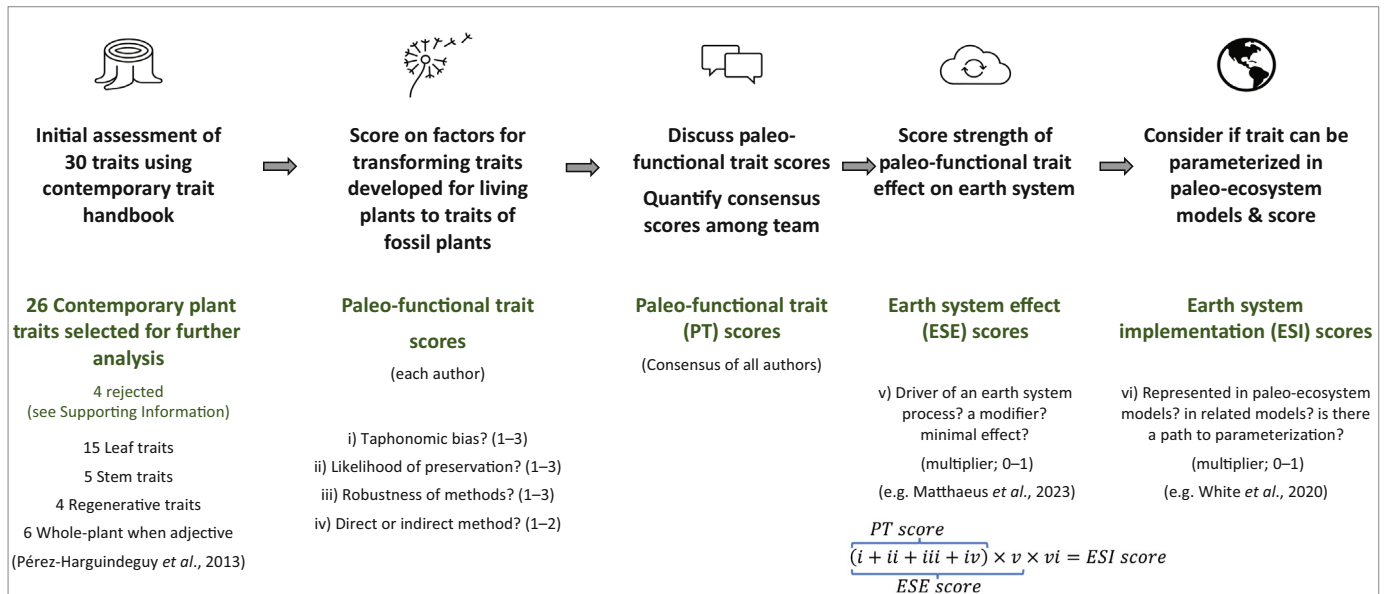 Initial assessment of
30 traits using
contemporary trait
handbook
Score on factors for
transforming traits
developed for living
plants to traits of
fossil plants
Discuss paleo-
functional trait scores
Quantify consensus
scores among team
Score strength of
paleo-functional trait
effect on earth system
Consider if trait can be
parameterized in
paleo-ecosystem
models & score
26 Contemporary plant
traits selected for further
analysis
4 rejected
(see Supporting Information)
15 Leaf traits
5 Stem traits
4 Regenerative traits
6 Whole-plant when adjective
(Pérez-Harguindeguy et al., 2013)
Paleo-functional trait
scores
(each author)
i) Taphonomic bias? (1–3)
ii) Likelihood of preservation? (1–3)
iii) Robustness of methods? (1–3)
iv) Direct or indirect method? (1–2)
Paleo-functional trait
(PT) scores
(Consensus of all authors)
Earth system effect
(ESE) scores
v) Driver of an earth system
process? a modifier?
minimal effect?
(multiplier; 0–1)
(e.g. Matthaeus et al., 2023)
Earth system
implementation (ESI) scores
vi) Represented in paleo-ecosystem
models? in related models? is there
a path to parameterization?
(multiplier; 0–1)
(e.g. White et al., 2020)
PT score
(i + ii + iii + iv) × v × vi = ESI score
ESE score